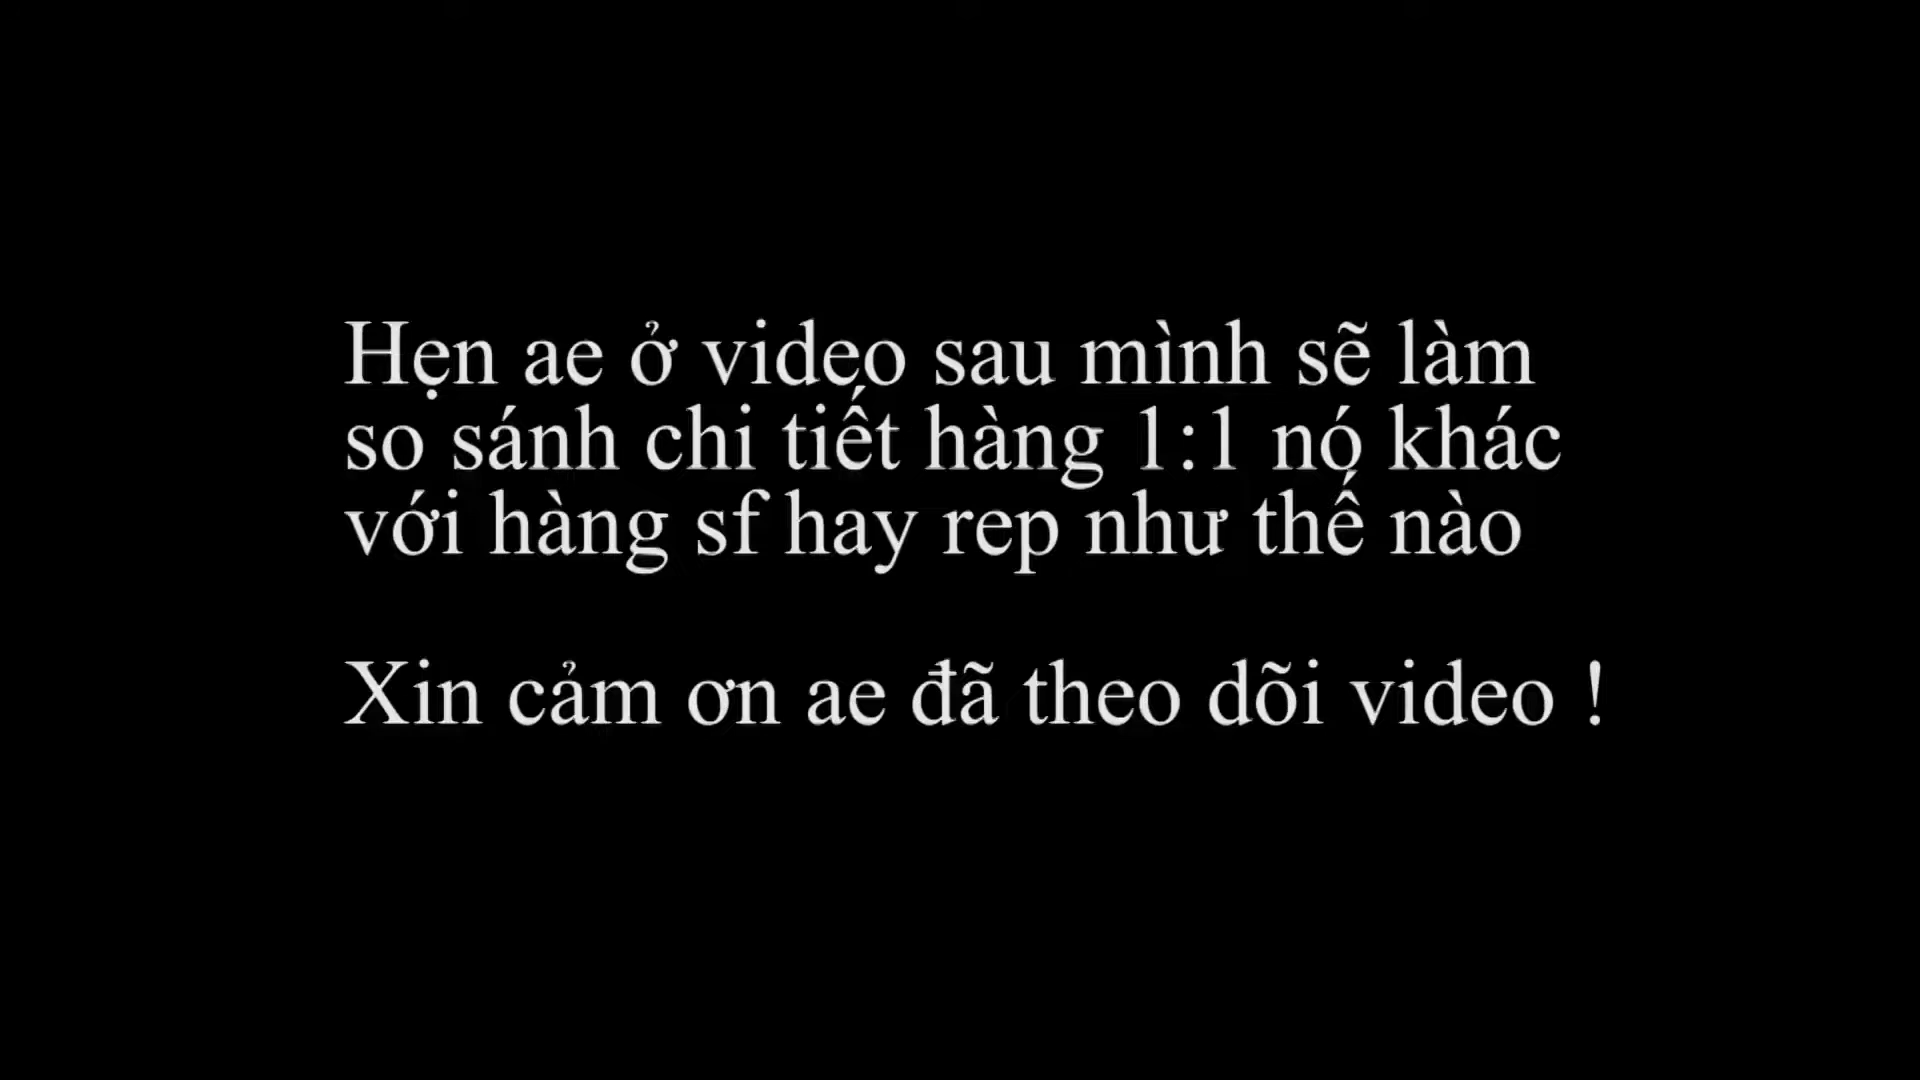 Hẹn ae ở video sau mình sẽ làm
so sánh chi tiết hàng 1:1 nó khác
với hàng sf hay rep như thế nào
Xin cảm ơn ae đã theo dõi video !